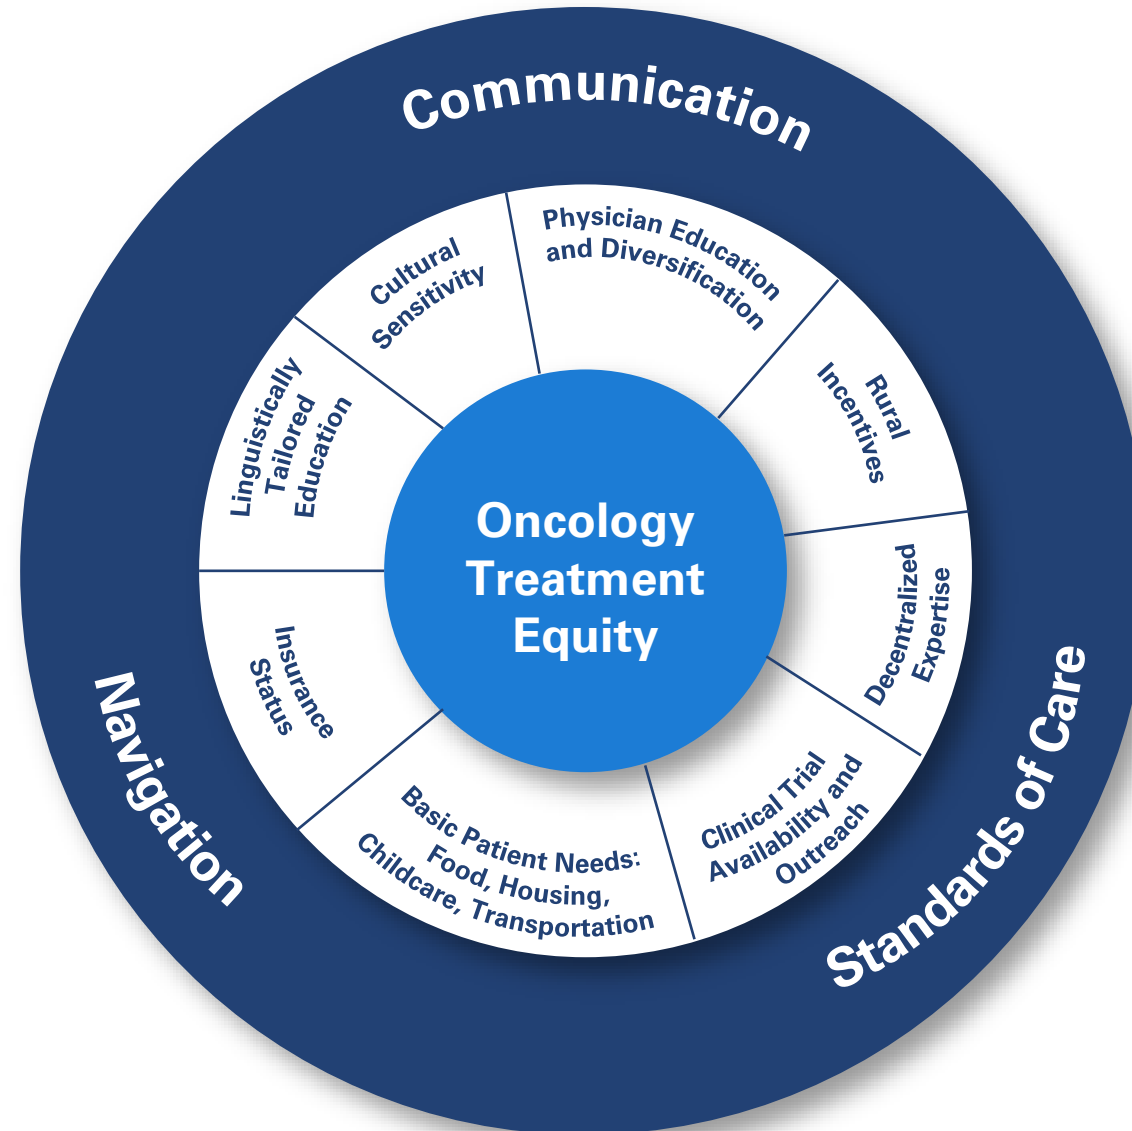 Communication
Physician Education
and Diversification
Rural
Incentives
Decentralized
Expertise
Standards of Care
Clinical Trial
Availability and
Outreach
Basic Patient Needs:
Food, Housing,
Childcare, Transportation
Navigation
Insurance
Status
Linguistically
Tailored
Education
Cultural
Sensitivity
Oncology
Treatment
Equity